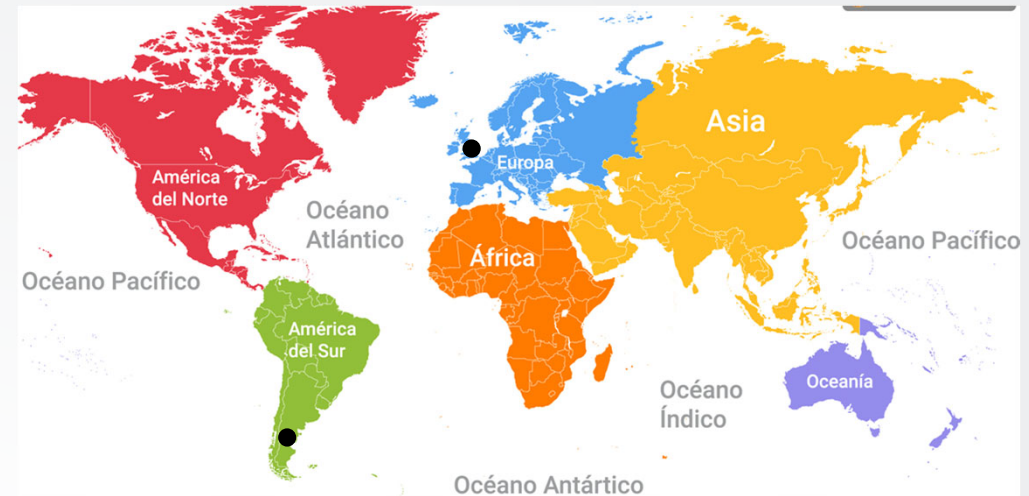 Asia
Europa
América
del Norte
Océano
Atlántico
Océano Pacífico
África
Océano Pacífico
América
del Sur
Oceanía
Océano
Índico
Océano Antártico